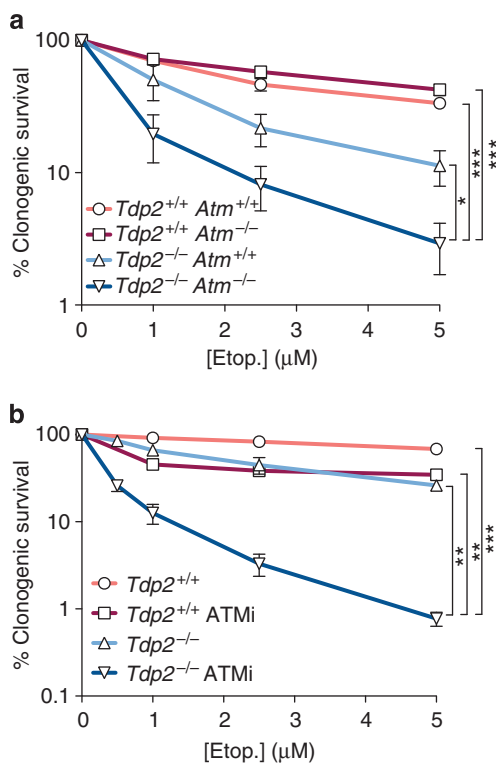 a
% Clonogenic survival
100
10
1
Tdp2+/+ Atm+/+
Tdp2+/+ Atm−/−
Tdp2−/− Atm+/+
Tdp2−/− Atm−/−
*
***
***
0 1 2 3 4 5
[Etop.] (μM)
b
% Clonogenic survival
100
10
1
0.1
Tdp2+/+
Tdp2+/+ ATMi
Tdp2−/−
Tdp2−/− ATMi
**
**
***
0 1 2 3 4 5
[Etop.] (μM)